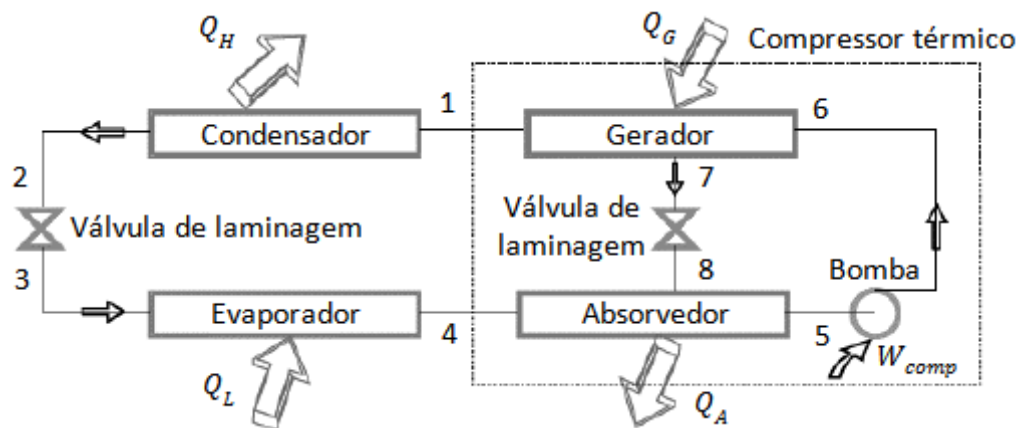 Q_H
Q_G
Compressor térmico
1
6
Condensador
Gerador
2
7
Válvula de laminagem
Válvula de
laminagem
3
8
Bomba
Evaporador
4
Absorvedor
5
W_comp
Q_L
Q_A